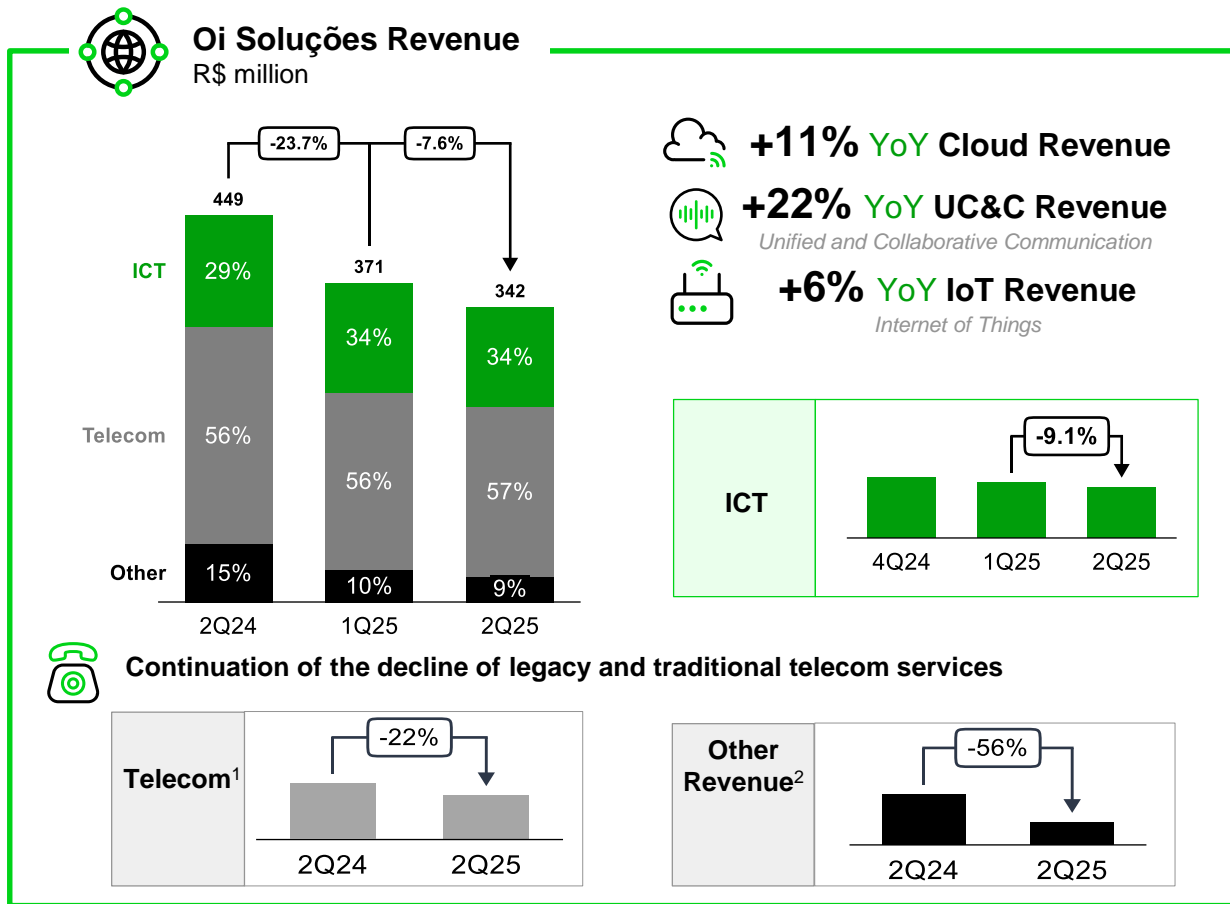 Oi Soluções Revenue
R$ million
-23.7%
-7.6%
449
371
342
ICT
29%
34%
34%
Telecom
56%
56%
57%
Other
15%
10%
9%
2Q24
1Q25
2Q25
+11% YoY Cloud Revenue
+22% YoY UC&C Revenue
Unified and Collaborative Communication
+6% YoY IoT Revenue
Internet of Things
ICT
-9.1%
4Q24
1Q25
2Q25
Continuation of the decline of legacy and traditional telecom services
Telecom1
-22%
2Q24
2Q25
Other
Revenue2
-56%
2Q24
2Q25